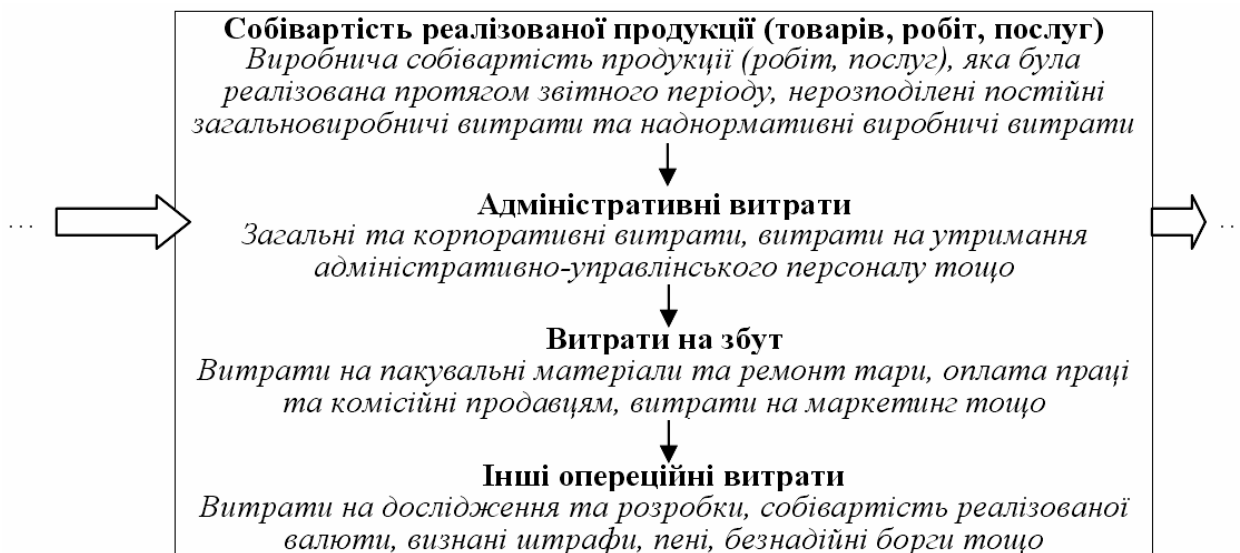 Собівартість реалізованої продукції (товарів, робіт, послуг)
Виробнича собівартість продукції (робіт, послуг), яка була
реалізована протягом звітного періоду, нерозподілені постійні
загальновиробничі витрати та наднормативні виробничі витрати
Адміністративні витрати
... ...
Загальні та корпоративні витрати, витрати на утримання
адміністративно-управлінського персоналу тощо
Витрати на збут
Витрати на пакувальні матеріали та ремонт тари, оплата праці
та комісійні продавцям, витрати на маркетинг тощо
Інші опереційні витрати
Витрати на дослідження та розробки, собівартість реалізованої
валюти, визнані штрафи, пені, безнадійні борги тощо